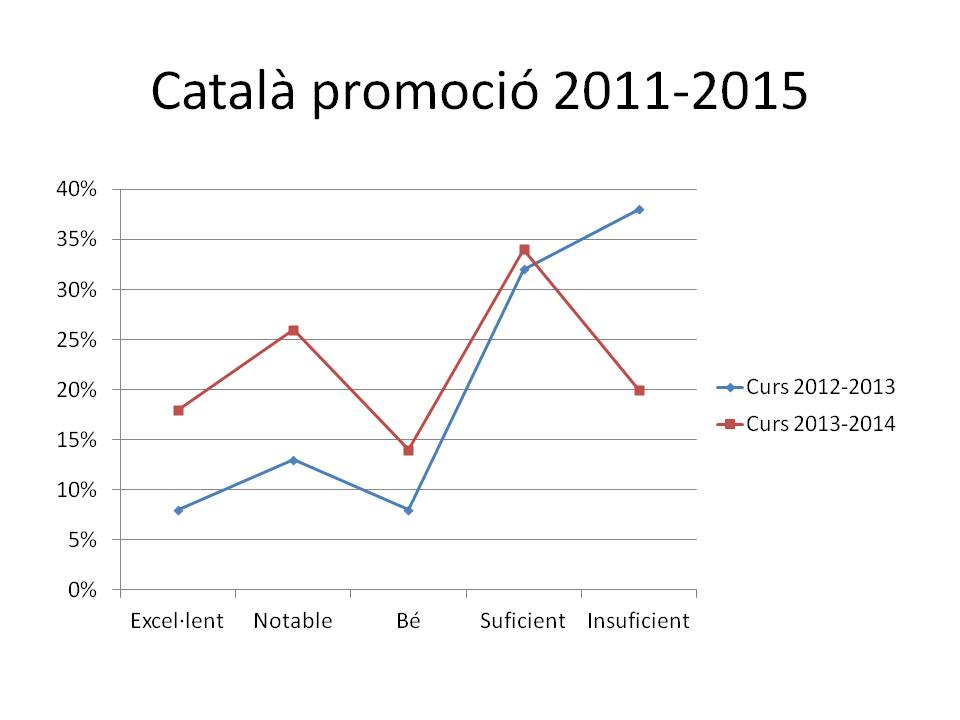 Català promoció 2011-2015
40%
35%
30%
25%
20%
15%
10%
5%
0%
Excel·lent Notable Bé Suficient Insuficient
Curs 2012-2013
Curs 2013-2014